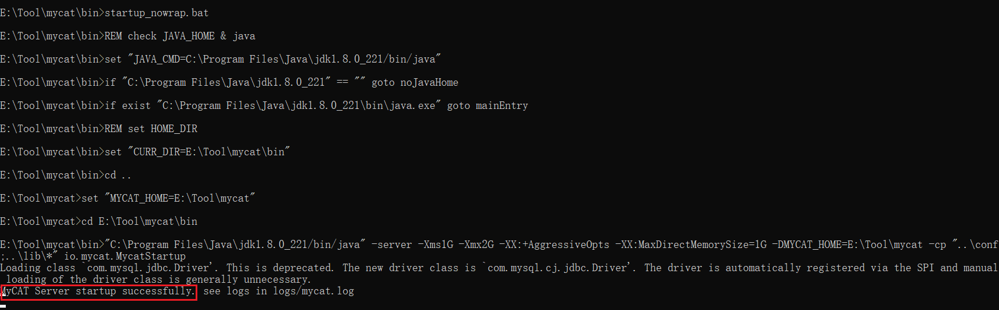 E:\Tool\mycat\bin>startup_nowrap.bat
E:\Tool\mycat\bin>REM check JAVA_HOME & java
E:\Tool\mycat\bin>set "JAVA_CMD=C:\Program Files\Java\jdk1.8.0_221/bin/java"
E:\Tool\mycat\bin>if "C:\Program Files\Java\jdk1.8.0_221" == "" goto noJavaHome
E:\Tool\mycat\bin>if exist "C:\Program Files\Java\jdk1.8.0_221\bin\java.exe" goto mainEntry
E:\Tool\mycat\bin>REM set HOME_DIR
E:\Tool\mycat\bin>set "CURR_DIR=E:\Tool\mycat\bin"
E:\Tool\mycat\bin>cd ..
E:\Tool\mycat>set "MYCAT_HOME=E:\Tool\mycat"
E:\Tool\mycat>cd E:\Tool\mycat\bin
E:\Tool\mycat\bin>"C:\Program Files\Java\jdk1.8.0_221/bin/java" -server -Xms1G -Xmx2G -XX:+AggressiveOpts -XX:MaxDirectMemorySize=1G -DMYCAT_HOME=E:\Tool\mycat -cp "..\conf
;..\lib\*" io.mycat.MycatStartup
Loading class `com.mysql.jdbc.Driver'. This is deprecated. The new driver class is `com.mysql.cj.jdbc.Driver'. The driver is automatically registered via the SPI and manual
 loading of the driver class is generally unnecessary.
MyCAT Server startup successfully. see logs in logs/mycat.log